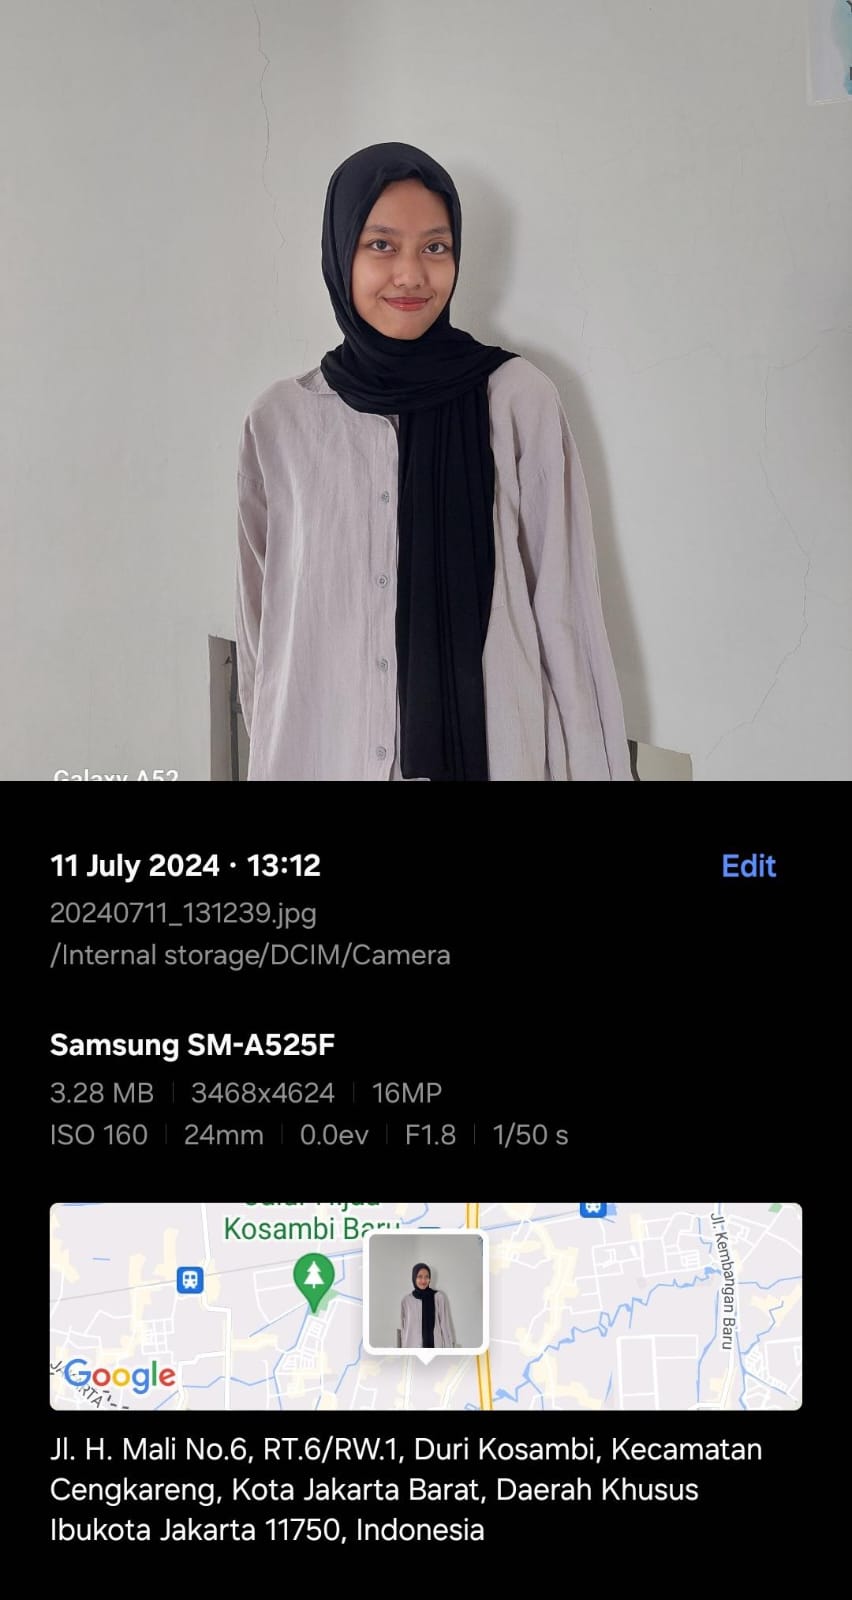 Galaxy A52
11 July 2024 · 13:12
Edit
20240711_131239.jpg
/Internal storage/DCIM/Camera
Samsung SM-A525F
3.28 MB | 3468x4624 | 16MP
ISO 160 | 24mm | 0.0ev | F1.8 | 1/50 s
Kosambi Baru
Jl. Kembangan Baru
Google
Jl. H. Mali No.6, RT.6/RW.1, Duri Kosambi, Kecamatan
Cengkareng, Kota Jakarta Barat, Daerah Khusus
Ibukota Jakarta 11750, Indonesia